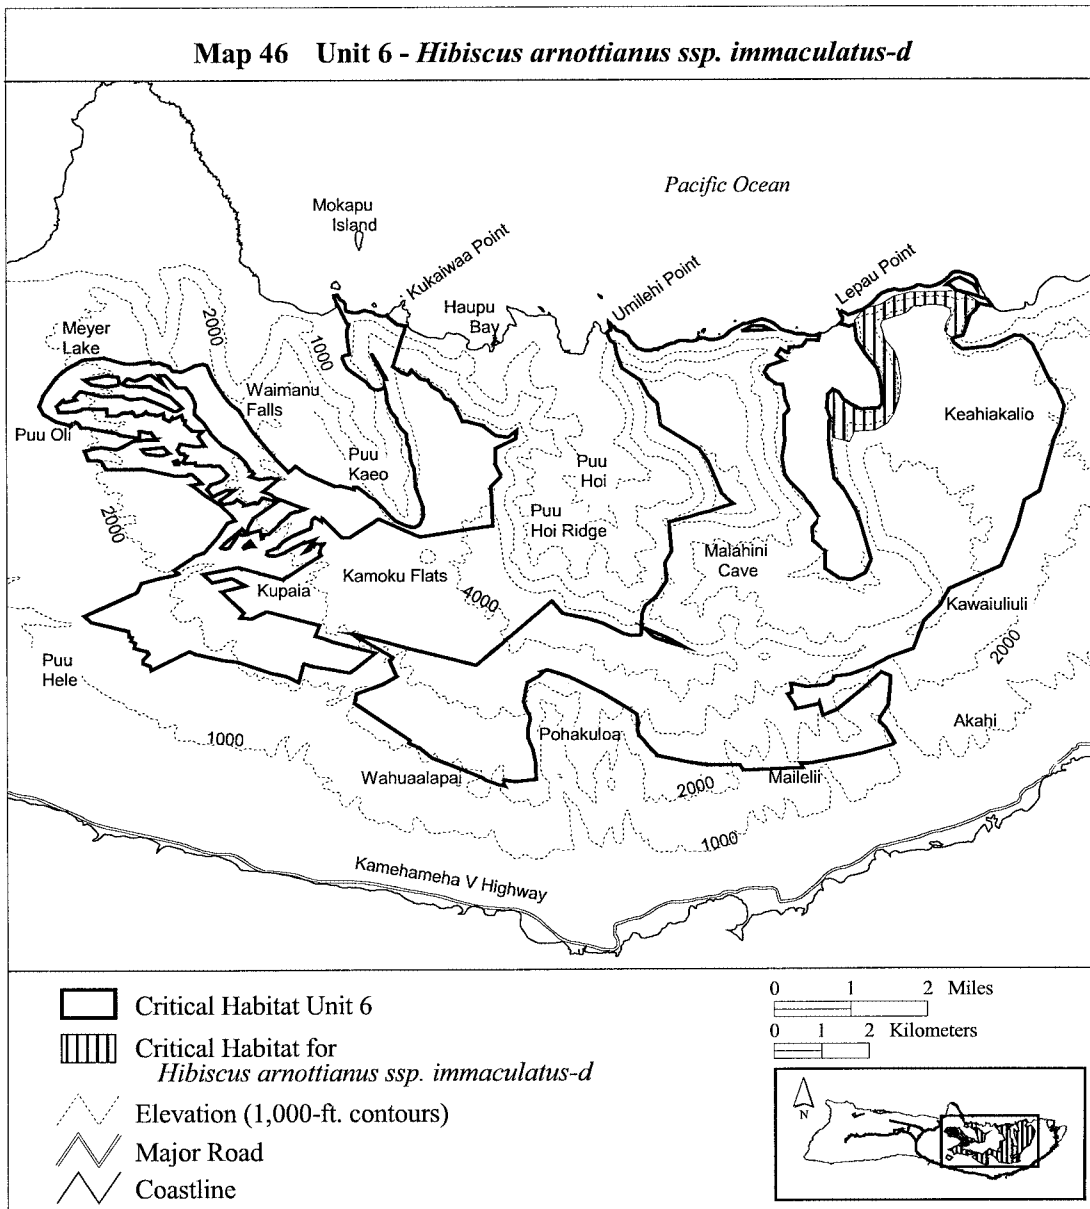 Map 46 Unit 6 - Hibiscus arnottianus ssp. immaculatus-d
Pacific Ocean
Mokapu
Island
Kukaiwaa Point
Haupu
Bay
Umilehi Point
Lepau Point
Meyer
Lake
2000
1000
Waimanu
Falls
Puu Oli
Puu
Kaeo
Puu
Hoi
Puu
Hoi Ridge
Keahiakalio
2000
Malahini
Cave
Kamoku Flats
Kupaia
4000
Kawaiuliuli
2000
Puu
Hele
1000
Pohakuloa
Akahi
Wahuaalapai
Mailelii
2000
1000
Kamehameha V Highway
Critical Habitat Unit 6
Critical Habitat for
Hibiscus arnottianus ssp. immaculatus-d
Elevation (1,000-ft. contours)
Major Road
Coastline
0 1 2 Miles
0 1 2 Kilometers
N